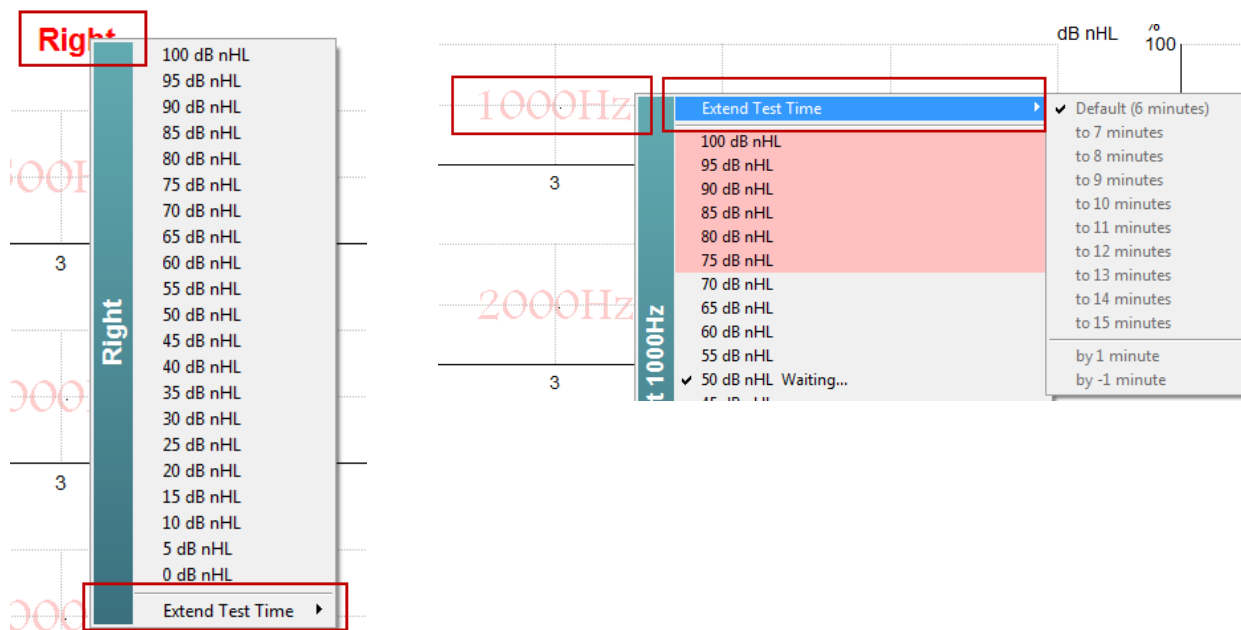 Right
100 dB nHL
95 dB nHL
90 dB nHL
85 dB nHL
80 dB nHL
75 dB nHL
70 dB nHL
65 dB nHL
60 dB nHL
55 dB nHL
50 dB nHL
45 dB nHL
40 dB nHL
35 dB nHL
30 dB nHL
25 dB nHL
20 dB nHL
15 dB nHL
10 dB nHL
5 dB nHL
0 dB nHL
Extend Test Time
Right
3
3
dB nHL
%
100
1000Hz
3
2000Hz
3
1000Hz
Extend Test Time
100 dB nHL
95 dB nHL
90 dB nHL
85 dB nHL
80 dB nHL
75 dB nHL
70 dB nHL
65 dB nHL
60 dB nHL
55 dB nHL
50 dB nHL Waiting...
Default (6 minutes)
to 7 minutes
to 8 minutes
to 9 minutes
to 10 minutes
to 11 minutes
to 12 minutes
to 13 minutes
to 14 minutes
to 15 minutes
by 1 minute
by -1 minute